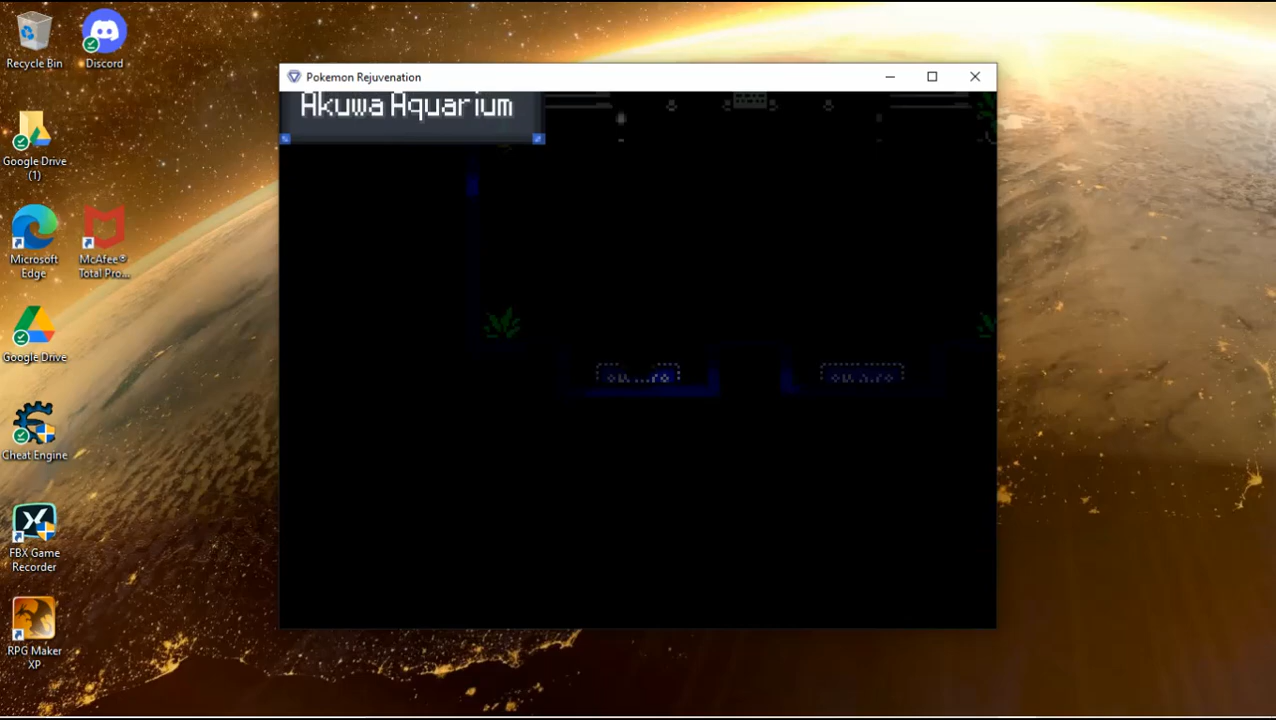 Recycle Bin
Discord
Pokemon Rejuvenation
Akuwa Aquarium
Google Drive
(1)
Microsoft
Edge
McAfee®
Total Pro...
Google Drive
Cheat Engine
FBX Game
Recorder
RPG Maker
XP